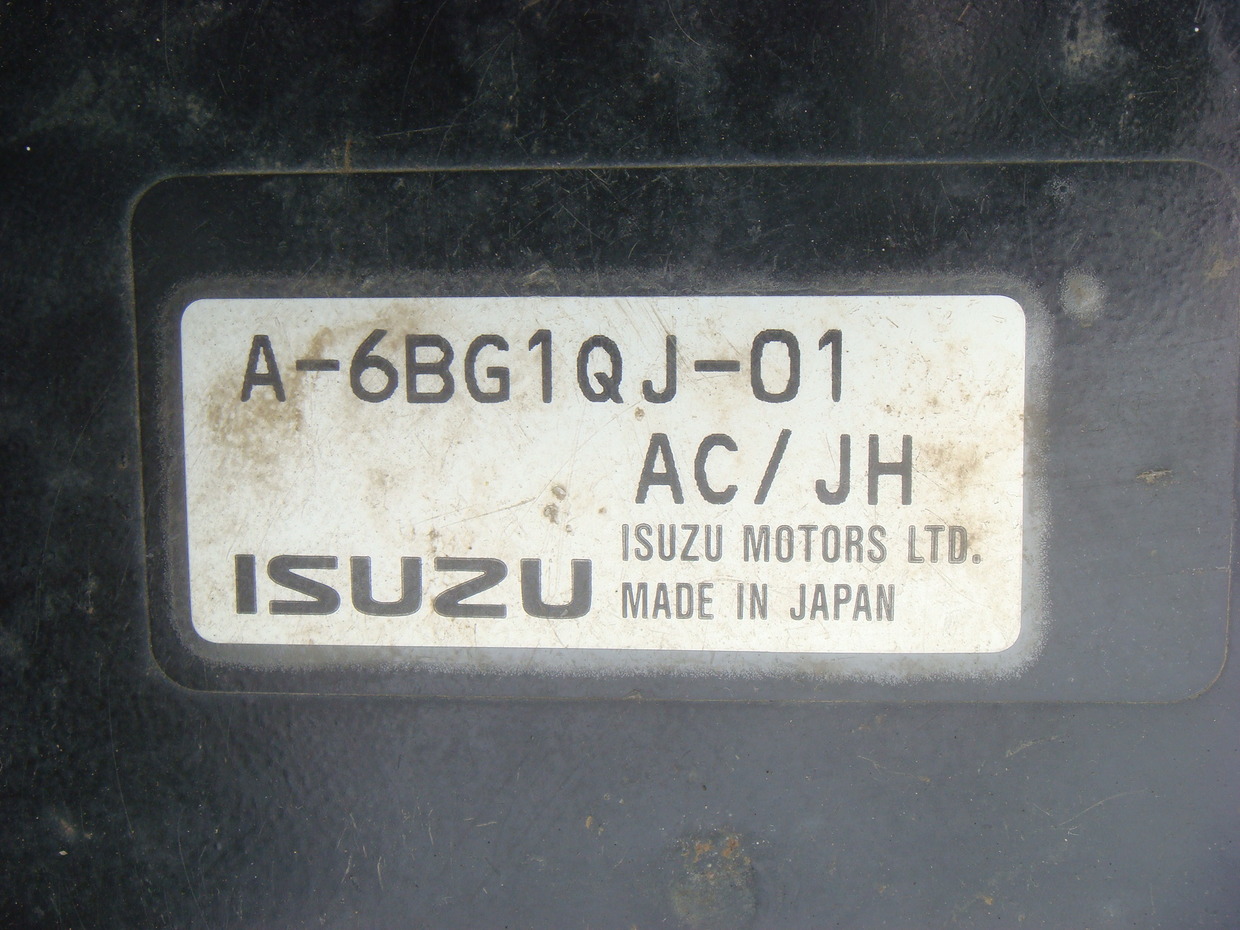 A-6BG1QJ-01
AC/JH
ISUZU
ISUZU MOTORS LTD.
MADE IN JAPAN